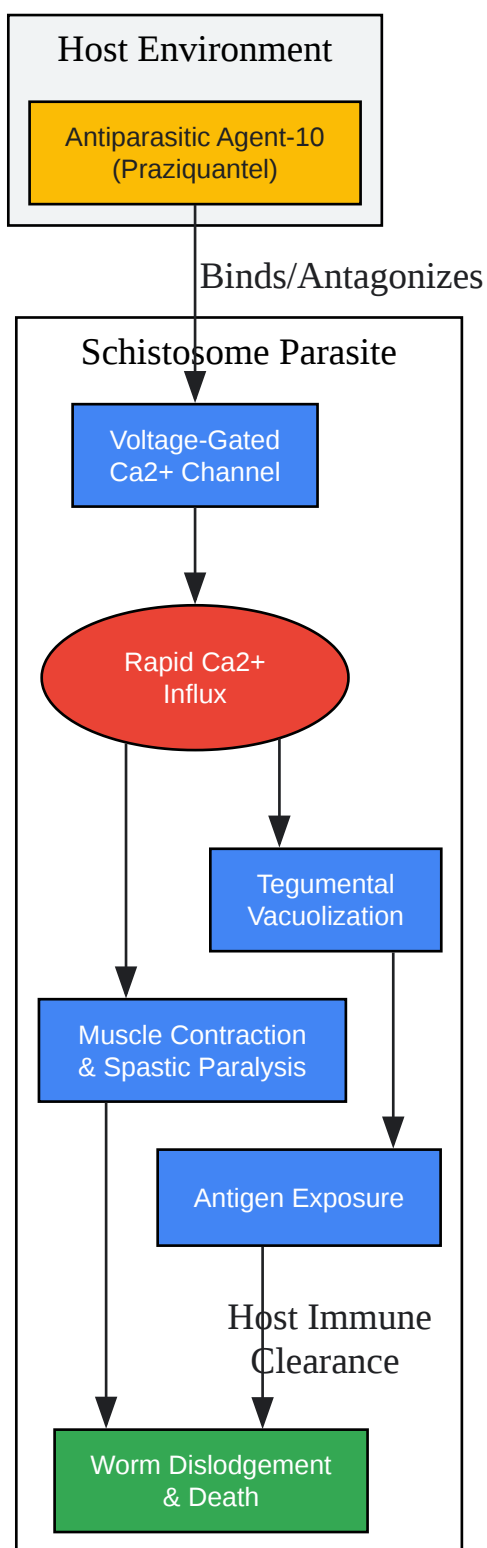 Host Environment
Antiparasitic Agent-10
(Praziquantel)
Binds/Antagonizes
Schistosome Parasite
Voltage-Gated
Ca2+ Channel
Rapid Ca2+
Influx
Tegumental
Vacuolization
Muscle Contraction
& Spastic Paralysis
Antigen Exposure
Host Immune
Clearance
Worm Dislodgement
& Death